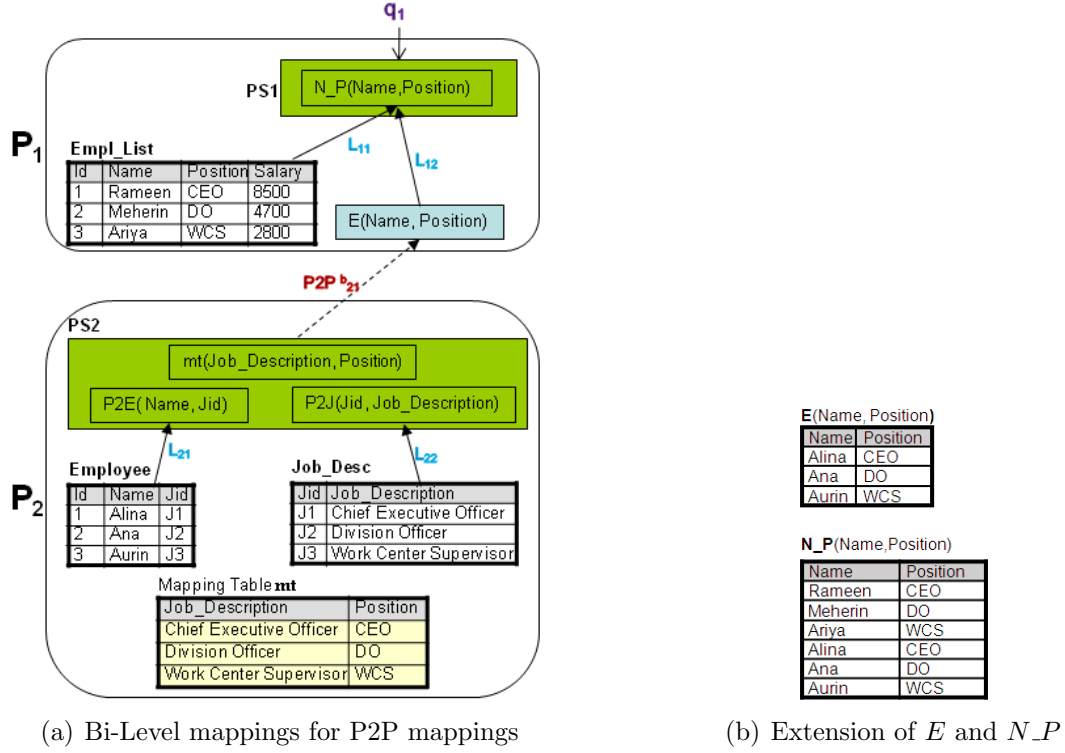 q1
PS1
N_P(Name,Position)
P1
Empl_List
L11
L12
Id Name Position Salary
1 Rameen CEO 8500
2 Meherin DO 4700
3 Ariya WCS 2800
E(Name, Position)
P2P b 21
PS2
mt(Job_Description,Position)
P2E( Name, Jid)
P2J(Jid, Job_Description)
L21
L22
P2
Employee
Id Name Jid
1 Alina J1
2 Ana J2
3 Aurin J3
Job_Desc
Jid Job_Description
J1 Chief Executive Officer
J2 Division Officer
J3 Work Center Supervisor
Mapping Table mt
Job_Description Position
Chief Executive Officer CEO
Division Officer DO
Work Center Supervisor WCS
(a) Bi-Level mappings for P2P mappings
E(Name, Position)
Name Position
Alina CEO
Ana DO
Aurin WCS
N_P(Name,Position)
Name Position
Rameen CEO
Meherin DO
Ariya WCS
Alina CEO
Ana DO
Aurin WCS
(b) Extension of E and N_P